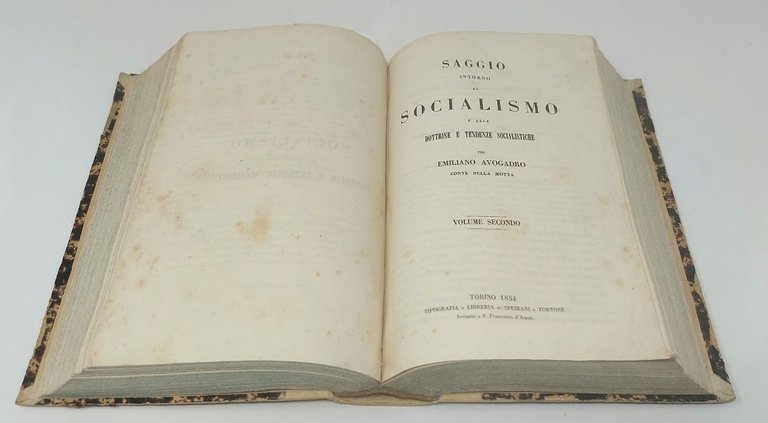 SAGGIO
INTORNO
AL
SOCIALISMO
E ALLE
DOTTRINE E TENDENZE SOCIALISTICHE
PER
EMILIANO AVOGADRO
CONTE DELLA MOTTA
VOLUME SECONDO
TORINO 1854
TIPOGRAFIA E LIBRERIA DI SPEIRANI E TORTONE
Accanto a S. Francesco d'Assisi.